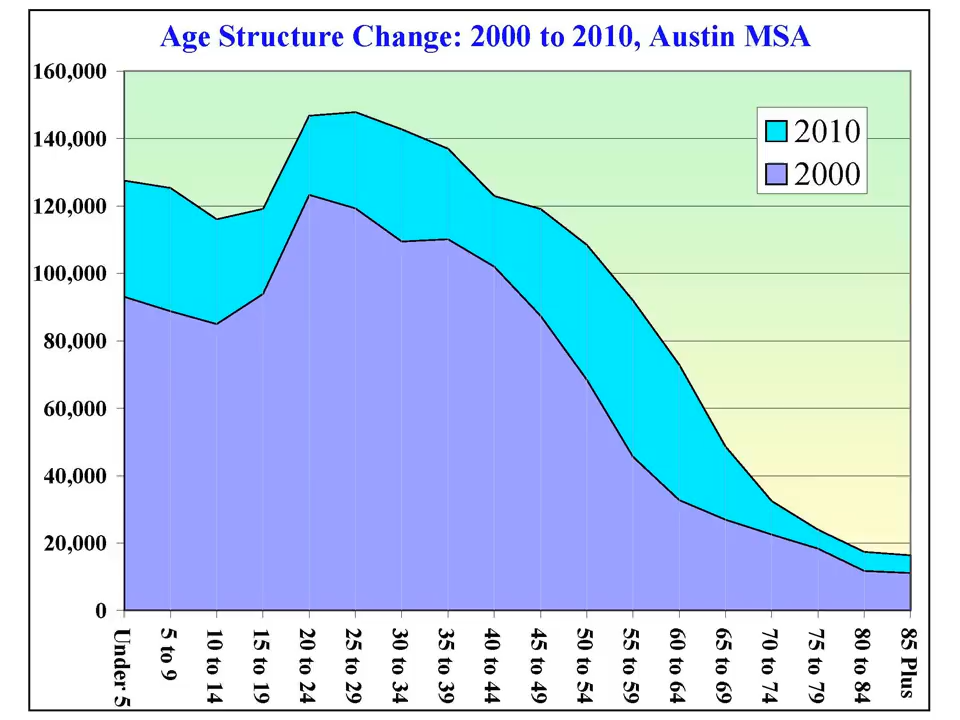 Age Structure Change: 2000 to 2010, Austin MSA
160,000
140,000
120,000
100,000
80,000
60,000
40,000
20,000
0
2010
2000
Under 5
5 to 9
10 to 14
15 to 19
20 to 24
25 to 29
30 to 34
35 to 39
40 to 44
45 to 49
50 to 54
55 to 59
60 to 64
65 to 69
70 to 74
75 to 79
80 to 84
85 Plus